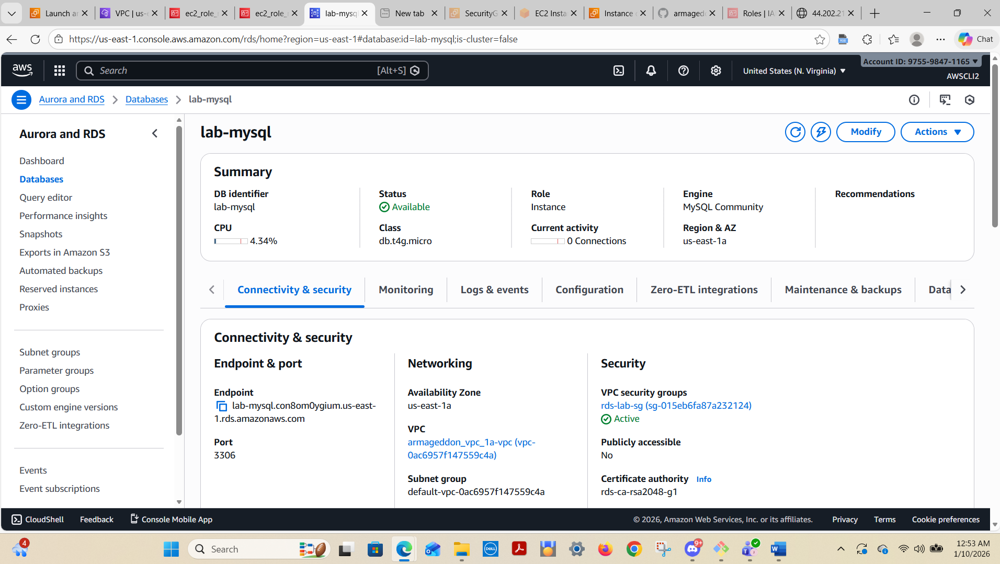 Launch an
VPC | us-e
ec2_role_r
ec2_role_r
lab-mysq
New tab
SecurityG
EC2 Insta
Instance
armagedd
Roles | IA
44.202.21
https://us-east-1.console.aws.amazon.com/rds/home?region=us-east-1#database:id=lab-mysql;is-cluster=false
Chat
aws
Search
[Alt+S]
United States (N. Virginia)
Account ID: 9755-9847-1165
AWSCLI2
Aurora and RDS
Databases
lab-mysql
Aurora and RDS
Dashboard
Databases
Query editor
Performance insights
Snapshots
Exports in Amazon S3
Automated backups
Reserved instances
Proxies
Subnet groups
Parameter groups
Option groups
Custom engine versions
Zero-ETL integrations
Events
Event subscriptions
lab-mysql
Modify
Actions
Summary
DB identifier
lab-mysql
Status
Available
Role
Instance
Engine
MySQL Community
Recommendations
CPU
4.34%
Class
db.t4g.micro
Current activity
0 Connections
Region & AZ
us-east-1a
Connectivity & security
Monitoring
Logs & events
Configuration
Zero-ETL integrations
Maintenance & backups
Data
Connectivity & security
Endpoint & port
Endpoint
lab-mysql.con8om0ygium.us-east-
1.rds.amazonaws.com
Port
3306
Networking
Availability Zone
us-east-1a
VPC
armageddon_vpc_1a-vpc (vpc-
0ac6957f147559c4a)
Subnet group
default-vpc-0ac6957f147559c4a
Security
VPC security groups
rds-lab-sg (sg-015eb6fa87a232124)
Active
Publicly accessible
No
Certificate authority Info
rds-ca-rsa2048-g1
CloudShell
Feedback
Console Mobile App
© 2026, Amazon Web Services, Inc. or its affiliates.
Privacy
Terms
Cookie preferences
4
Search
DELL
9+
12:53 AM
1/10/2026